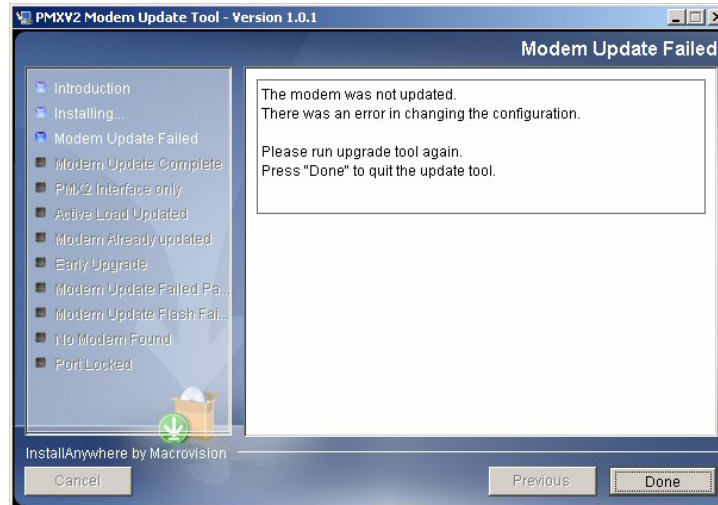 PMXV2 Modem Update Tool - Version 1.0.1
Modem Update Failed
Introduction
Installing...
Modem Update Failed
Modem Update Complete
PMX2 Interface only
Active Load Updated
Modem Already updated
Early Upgrade
Modem Update Failed Pa...
Modem Update Flash Fai...
No Modem Found
Port Locked
The modem was not updated.
There was an error in changing the configuration.
Please run upgrade tool again.
Press "Done" to quit the update tool.
InstallAnywhere by Macrovision
Cancel
Previous
Done